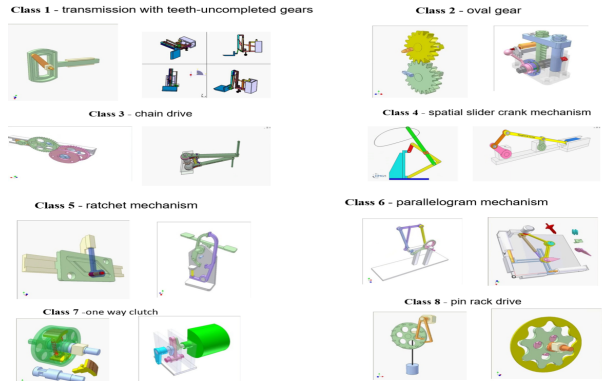 Class 1 - transmission with teeth-uncompleted gears
Class 2 - oval gear
Class 3 - chain drive
Class 4 - spatial slider crank mechanism
Class 5 - ratchet mechanism
Class 6 - parallelogram mechanism
Class 7 -one way clutch
Class 8 - pin rack drive